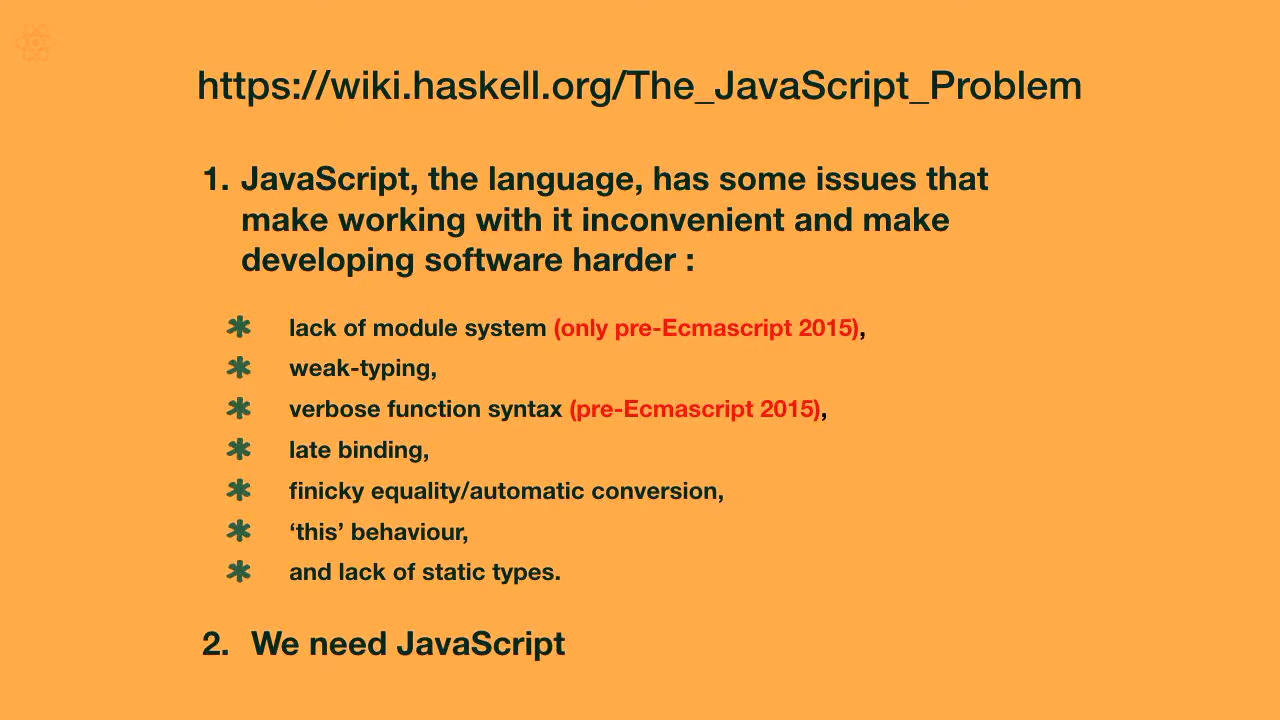 https://wiki.haskell.org/The_JavaScript_Problem
1. JavaScript, the language, has some issues that
make working with it inconvenient and make
developing software harder :
✱ lack of module system (only pre-Ecmascript 2015),
✱ weak-typing,
✱ verbose function syntax (pre-Ecmascript 2015),
✱ late binding,
✱ finicky equality/automatic conversion,
✱ ‘this’ behaviour,
✱ and lack of static types.
2. We need JavaScript